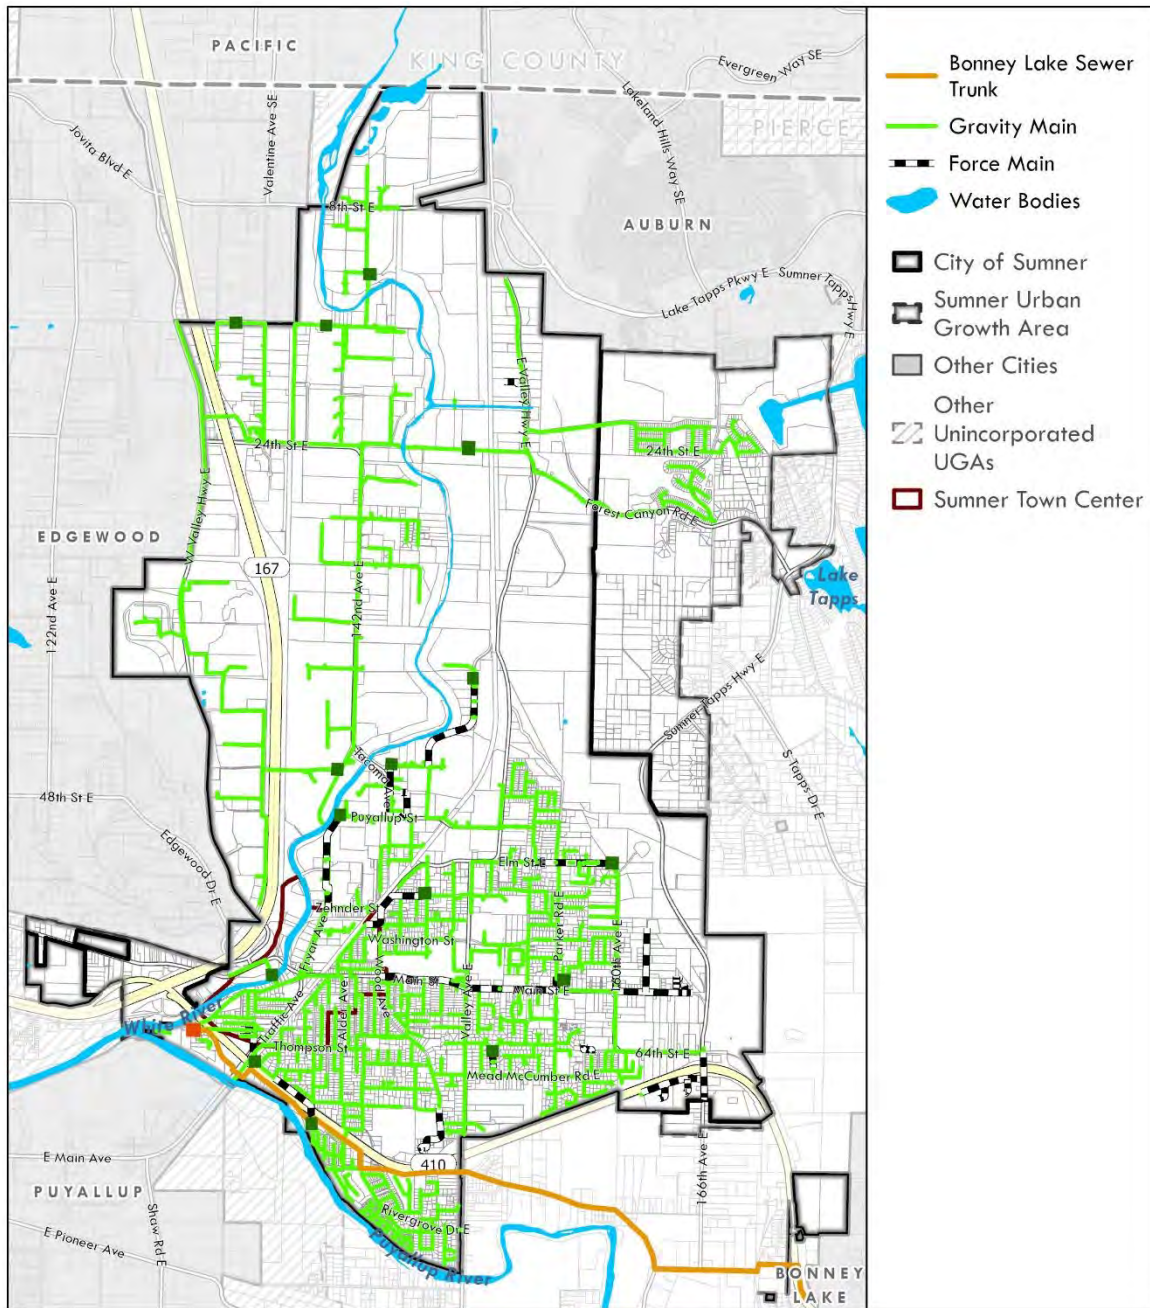 PACIFIC
KING COUNTY
Evergreen Way SE
Jovita Blvd E
Valentine Ave SE
Lakeland Hills Way SE
PIERCE
8th St E
AUBURN
Lake Tapps Pkwy E
Sumner Tapps Hwy E
E Valley Hwy E
24th St E
24th St E
W Valley Hwy E
Forest Canyon Rd E
EDGEWOOD
122nd Ave E
167
142nd Ave E
Lake
Tapps
Sumner-Tapps Hwy E
S Tapps Dr E
Tacoma Ave
48th St E
Puyallup St
Edgewood Dr E
Elm St E
Zehnder St
Fryar Ave
Washington St
Parker Rd E
160th Ave E
Main St
Wood Ave
Valley Ave E
Main St E
White River
Traffic Ave
Alder Ave
Thompson St
64th St E
Mead McCumber Rd E
E Main Ave
410
166th Ave E
PUYALLUP
Shaw Rd E
Rivergrove Dr E
E Pioneer Ave
Puyallup River
BONNEY
LAKE
Bonney Lake Sewer
Trunk
Gravity Main
Force Main
Water Bodies
City of Sumner
Sumner Urban
Growth Area
Other Cities
Other
Unincorporated
UGAs
Sumner Town Center